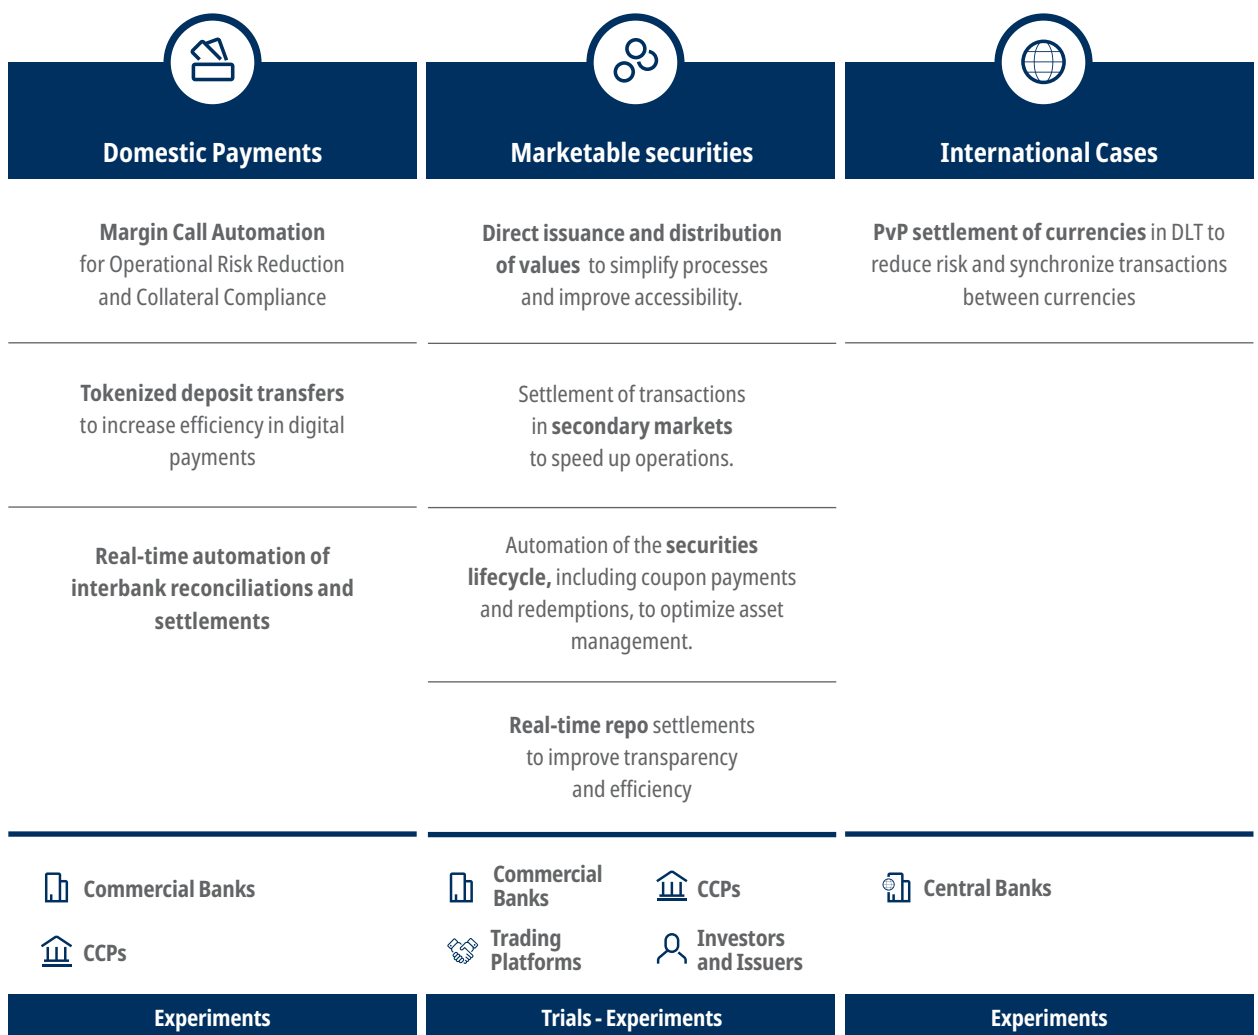 Domestic Payments
Margin Call Automation
for Operational Risk Reduction
and Collateral Compliance
Tokenized deposit transfers
to increase efficiency in digital
payments
Real-time automation of
interbank reconciliations and
settlements
Commercial Banks
CCPs
Experiments
Marketable securities
Direct issuance and distribution
of values to simplify processes
and improve accessibility.
Settlement of transactions
in secondary markets
to speed up operations.
Automation of the securities
lifecycle, including coupon payments
and redemptions, to optimize asset
management.
Real-time repo settlements
to improve transparency
and efficiency
Commercial
Banks
CCPs
Trading
Platforms
Investors
and Issuers
Trials - Experiments
International Cases
PvP settlement of currencies in DLT to
reduce risk and synchronize transactions
between currencies
Central Banks
Experiments